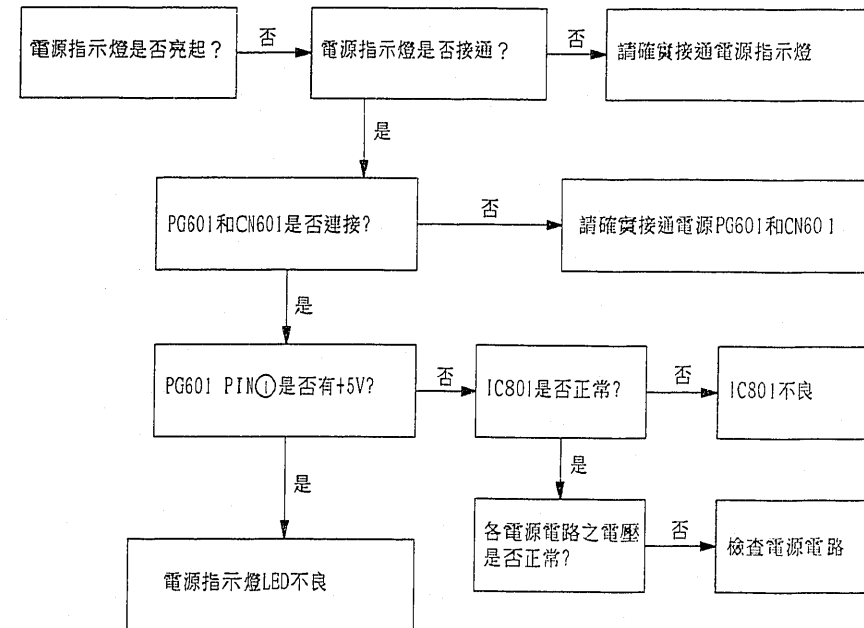 電源指示燈是否亮起?
否
電源指示燈是否接通?
否
請確實接通電源指示燈
是
PG601和CN601是否連接?
否
請確實接通電源PG601和CN601
是
PG601 PIN①是否有+5V?
否
IC801是否正常?
否
IC801不良
是
是
各電源電路之電壓
是否正常?
否
檢查電源電路
電源指示燈LED不良